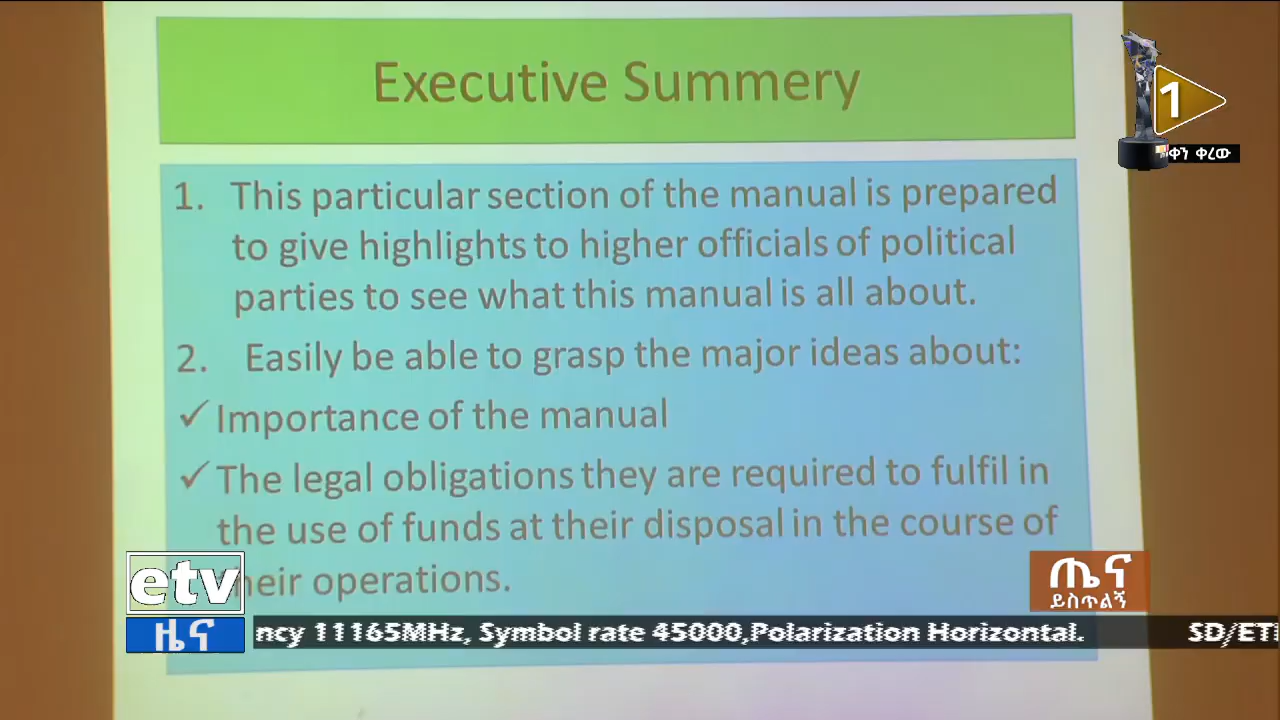 Executive Summery
1
ቀን ቀረው
1. This particular section of the manual is prepared
to give highlights to higher officials of political
parties to see what this manual is all about.
2. Easily be able to grasp the major ideas about:
✓ Importance of the manual
✓ The legal obligations they are required to fulfil in
the use of funds at their disposal in the course of
heir operations.
etv
ዜና
ጤና
ይስጥልኝ
ncy 11165MHz, Symbol rate 45000,Polarization Horizontal. SD/ET